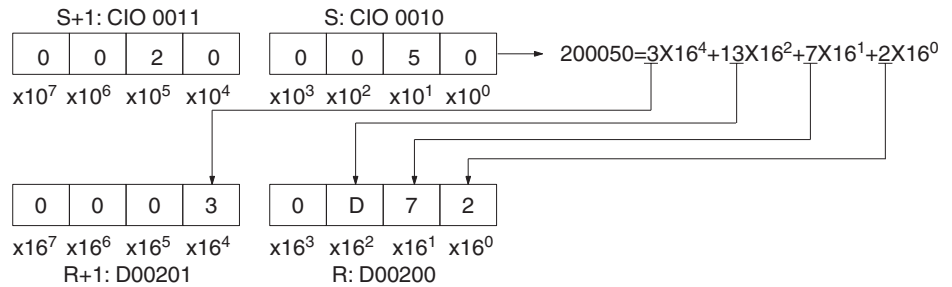 S+1: CIO 0011 S: CIO 0010
0 0 2 0 0 0 5 0 200050=3X16⁴+13X16²+7X16¹+2X16⁰
x10⁷ x10⁶ x10⁵ x10⁴ x10³ x10² x10¹ x10⁰
0 0 0 3 0 D 7 2
x16⁷ x16⁶ x16⁵ x16⁴ x16³ x16² x16¹ x16⁰
R+1: D00201 R: D00200